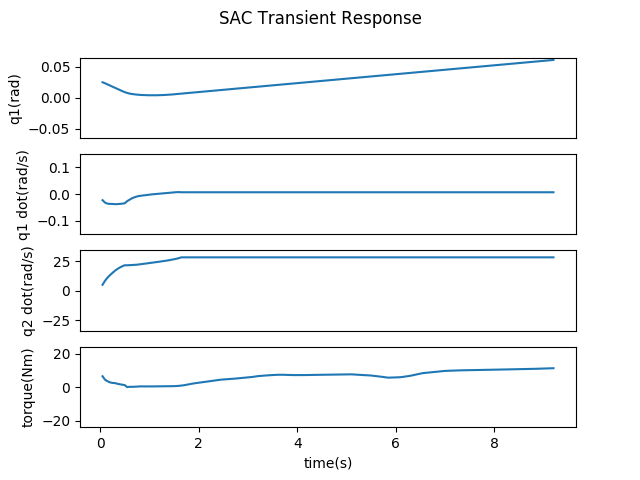 SAC Transient Response
q1(rad)
0.05
0.00
−0.05
q1 dot(rad/s)
0.1
0.0
−0.1
q2 dot(rad/s)
25
0
−25
torque(Nm)
20
0
−20
0 2 4 6 8
time(s)